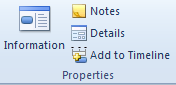 Information
Notes
Details
Add to Timeline
Properties